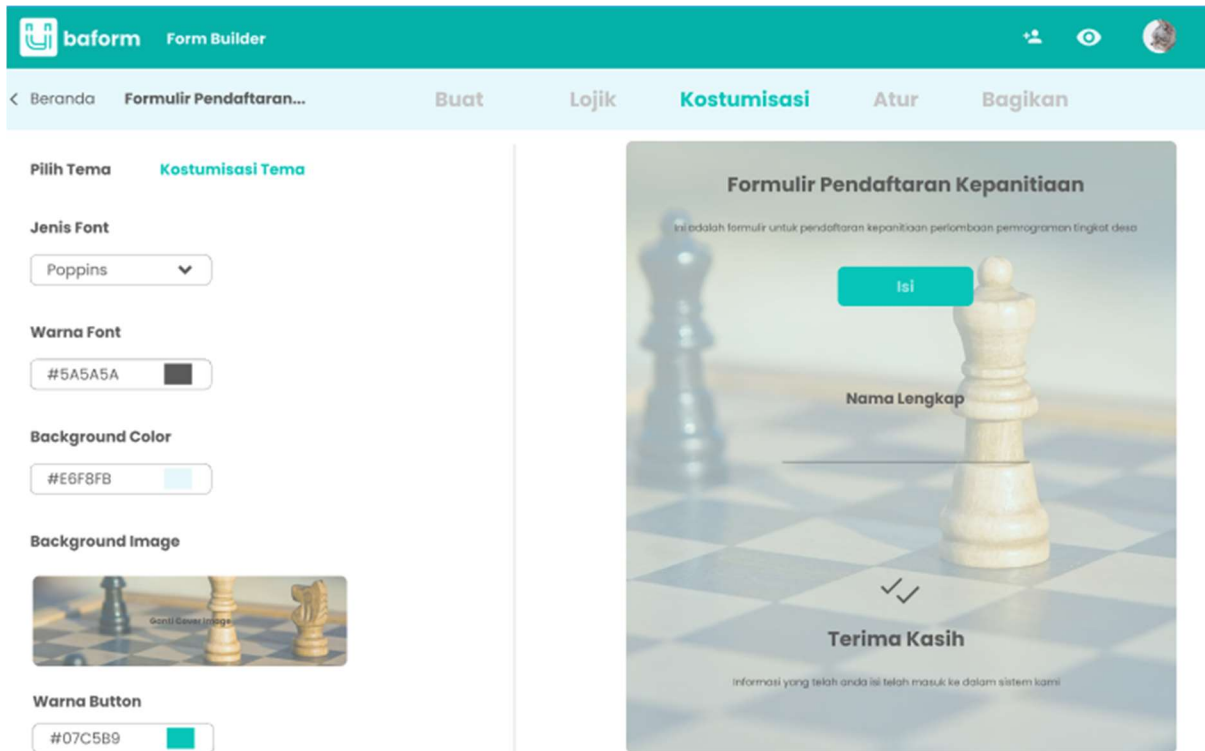 baform Form Builder
Beranda Formulir Pendaftaran... Buat Lojik Kostumisasi Atur Bagikan
Pilih Tema Kostumisasi Tema
Jenis Font
Poppins
Warna Font
#5A5A5A
Background Color
#E6F8FB
Background Image
Ganti Cover Image
Warna Button
#07C5B9
Formulir Pendaftaran Kepanitiaan
Ini adalah formulir untuk pendaftaran kepanitiaan perlombaan pemrograman tingkat desa
Isi
Nama Lengkap
Terima Kasih
Informasi yang telah anda isi telah masuk ke dalam sistem kami